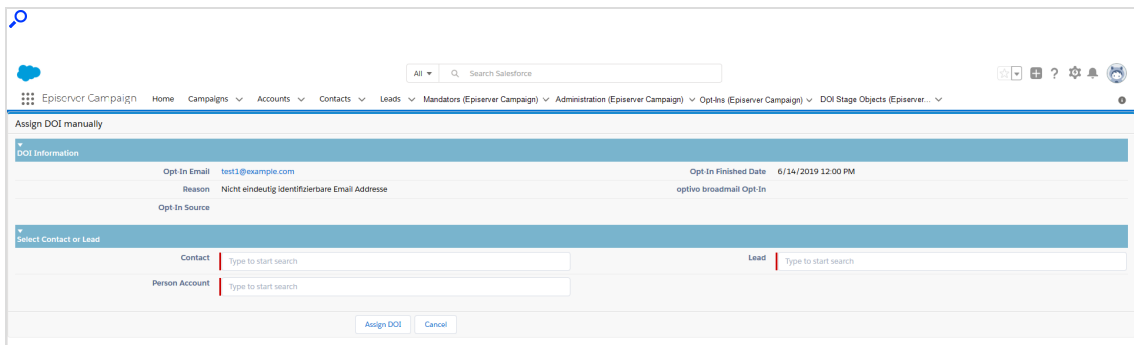 All Search Salesforce
Episerver Campaign Home Campaigns Accounts Contacts Leads Mandators (Episerver Campaign) Administration (Episerver Campaign) Opt-Ins (Episerver Campaign) DOI Stage Objects (Episerver...
Assign DOI manually
DOI Information
Opt-In Email test1@example.com Opt-In Finished Date 6/14/2019 12:00 PM
Reason Nicht eindeutig identifizierbare Email Addresse optivo broadmail Opt-In
Opt-In Source
Select Contact or Lead
Contact Type to start search Lead Type to start search
Person Account Type to start search
Assign DOI Cancel